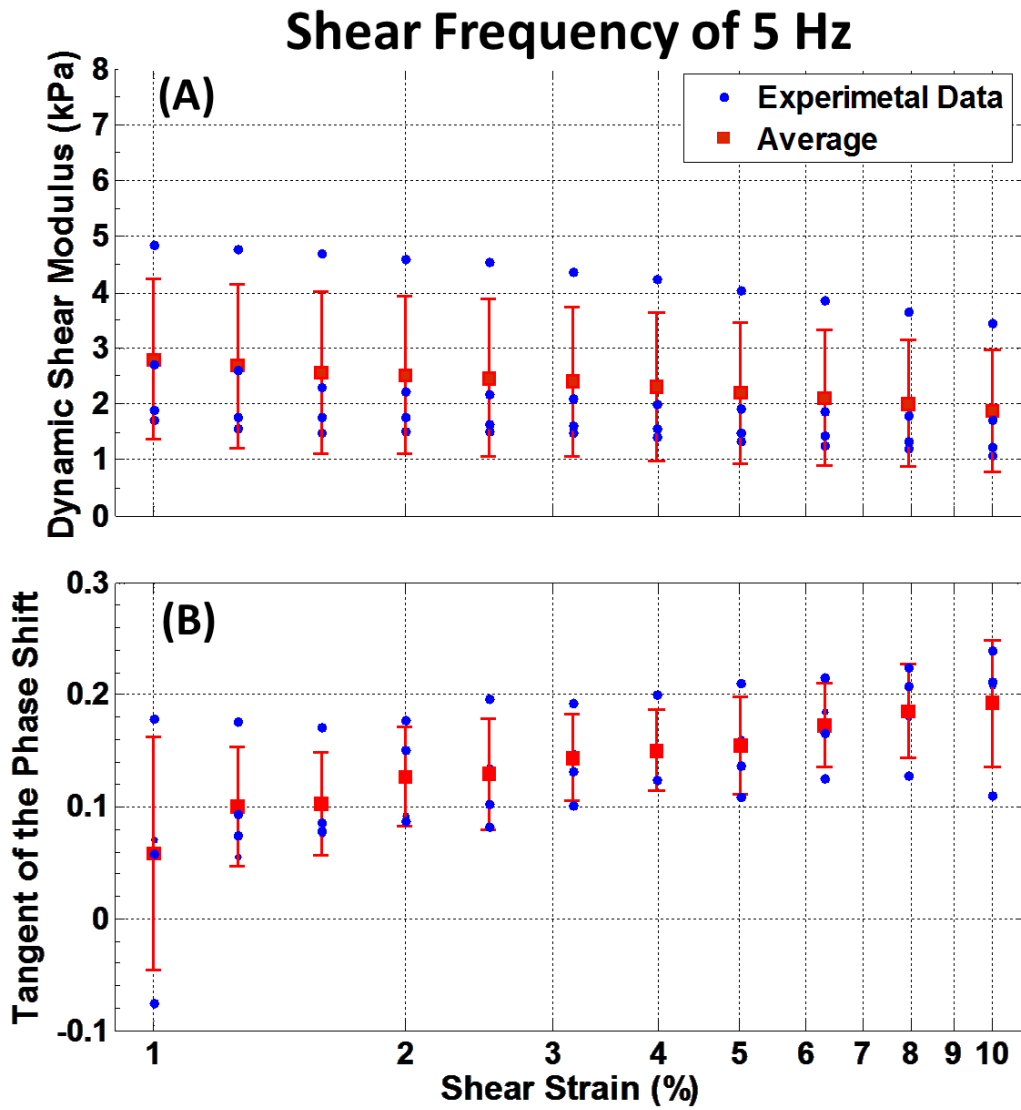 Shear Frequency of 5 Hz
(A)
Dynamic Shear Modulus (kPa)
8
7
6
5
4
3
2
1
0
Experimetal Data
Average
(B)
Tangent of the Phase Shift
0.3
0.2
0.1
0
-0.1
1 2 3 4 5 6 7 8 9 10
Shear Strain (%)